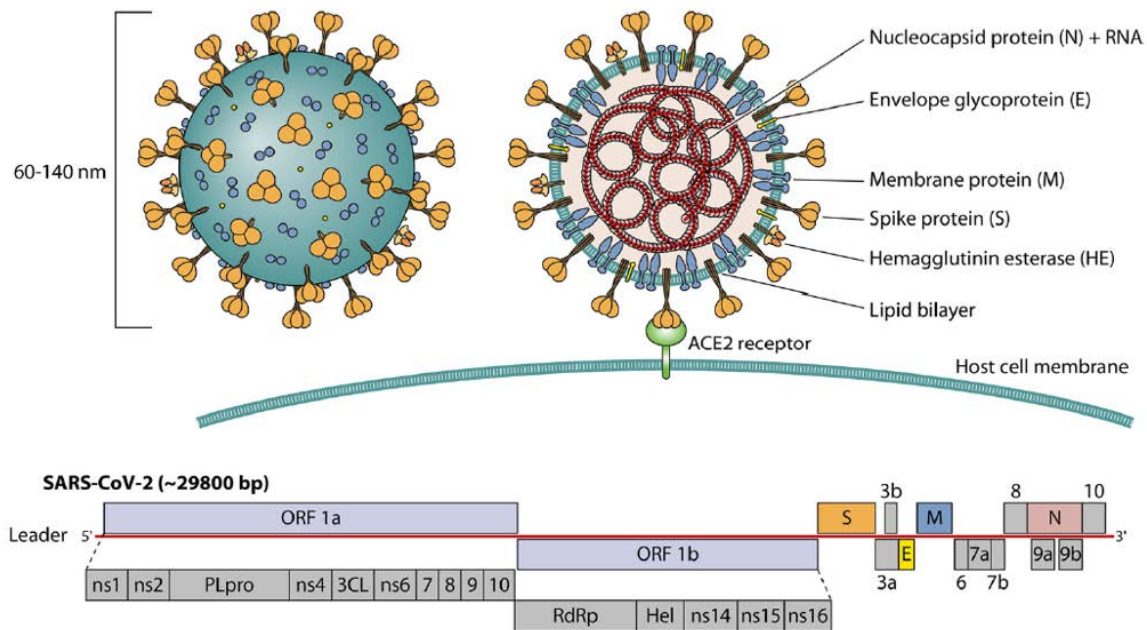 60-140 nm
Nucleocapsid protein (N) + RNA
Envelope glycoprotein (E)
Membrane protein (M)
Spike protein (S)
Hemagglutinin esterase (HE)
Lipid bilayer
ACE2 receptor
Host cell membrane
SARS-CoV-2 (~29800 bp)
3b 8 10
ORF 1a S M N
Leader 5' 3'
ORF 1b E 7a 9a 9b
3a 6 7b
ns1 ns2 PLpro ns4 3CL ns6 7 8 9 10
RdRp Hel ns14 ns15 ns16